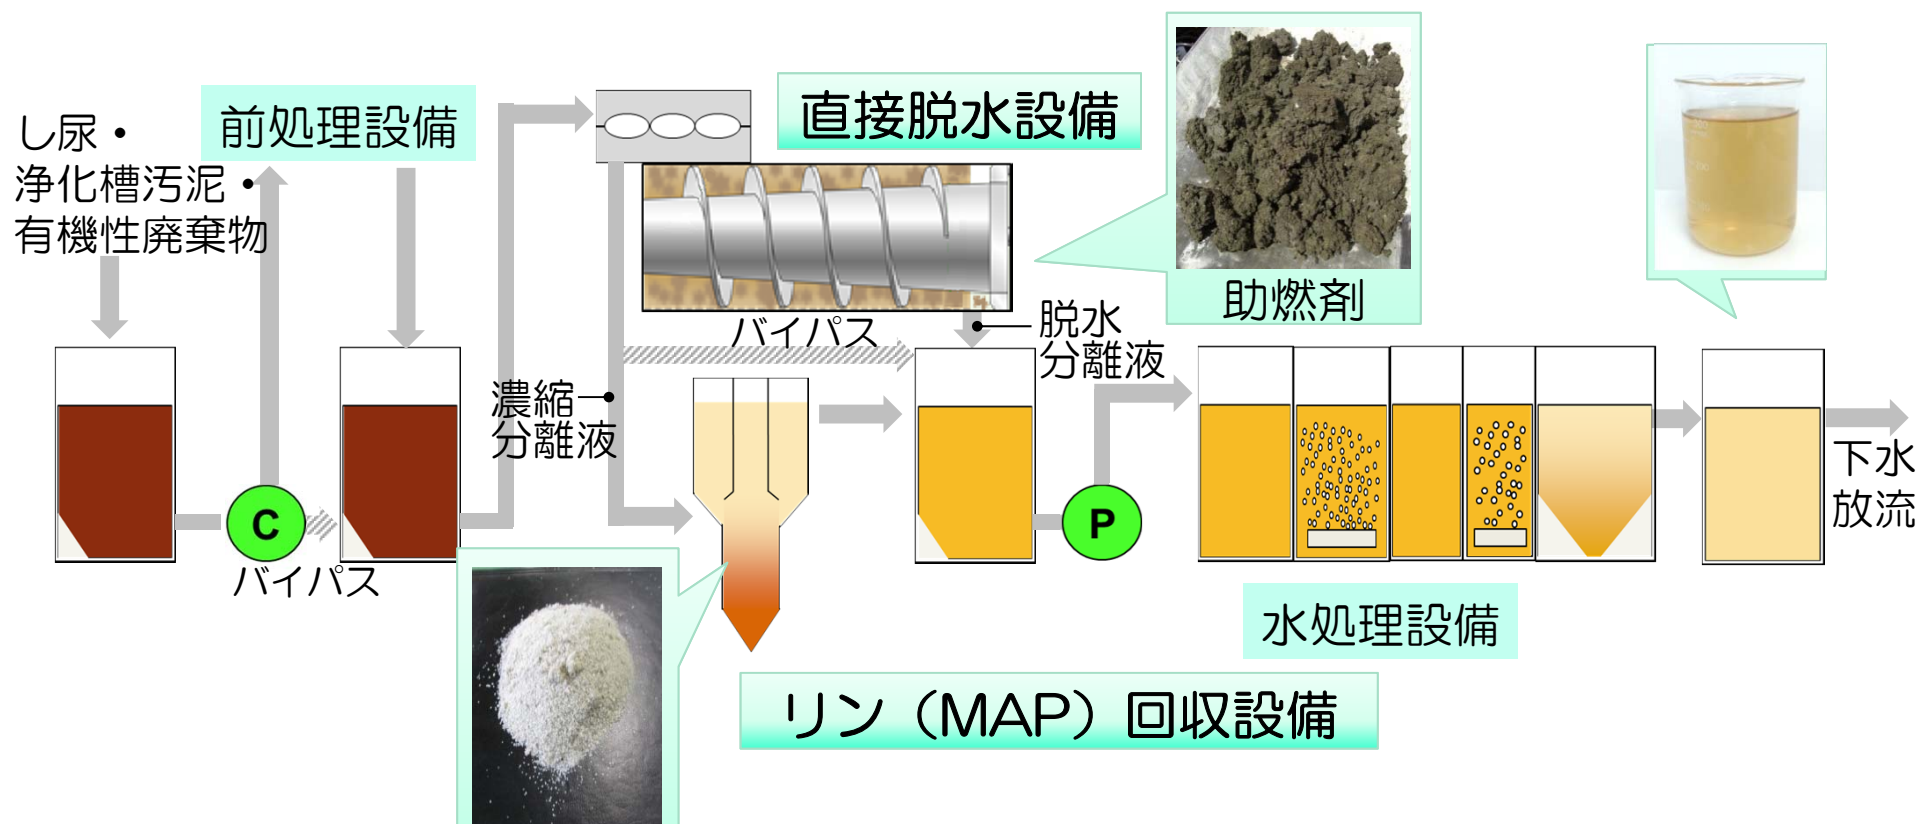 し尿・
浄化槽汚泥・
有機性廃棄物
前処理設備
C
バイパス
直接脱水設備
バイパス
濃縮
分離液
脱水
分離液
助燃剤
リン（MAP）回収設備
P
水処理設備
下水
放流